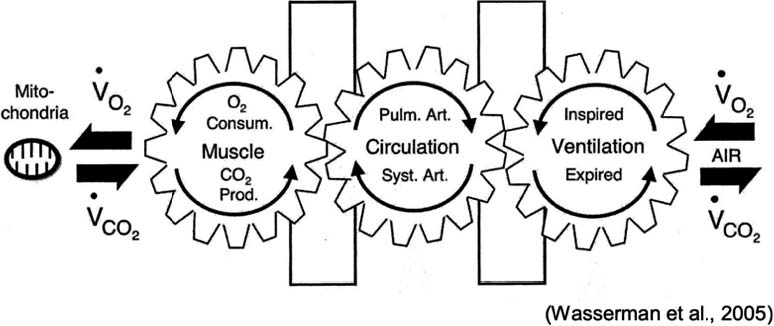 Mito-
chondria
V̇O₂
V̇CO₂
O₂
Consum.
Muscle
CO₂
Prod.
Pulm. Art.
Circulation
Syst. Art.
Inspired
Ventilation
Expired
V̇O₂
AIR
V̇CO₂
(Wasserman et al., 2005)